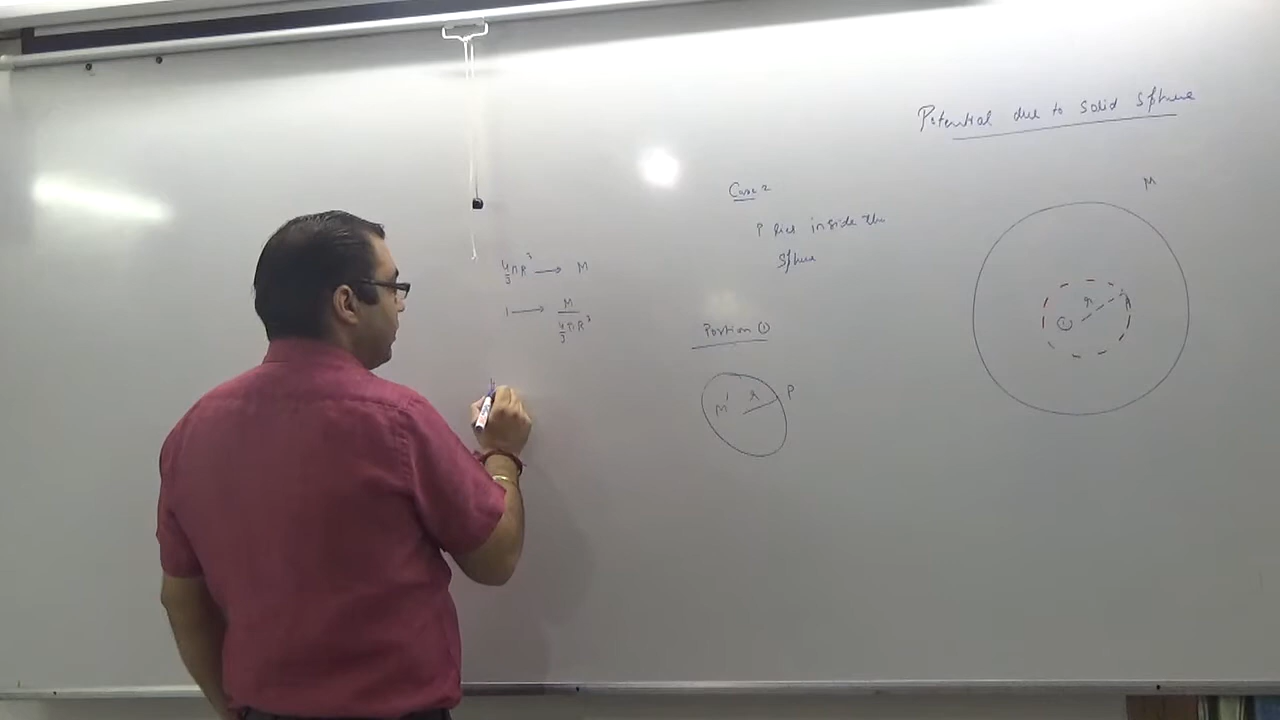 Potential due to solid sphere
M
r
①
Case 2
P lies inside the
sphere
Portion ①
M' r P
4/3 πR³ → M
1 → M / 4/3 πR³